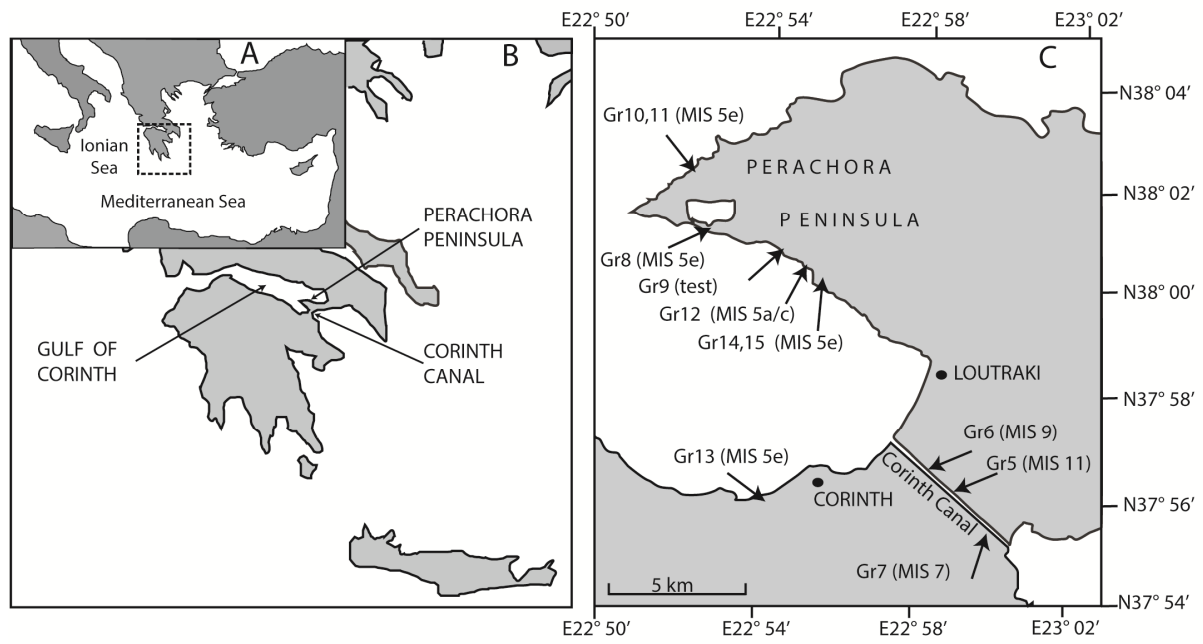 A
Ionian
Sea
Mediterranean Sea
B
PERACHORA
PENINSULA
GULF OF
CORINTH
CORINTH
CANAL
E22° 50′ E22° 54′ E22° 58′ E23° 02′
C
N38° 04′
Gr10,11 (MIS 5e)
PERACHORA
N38° 02′
PENINSULA
Gr8 (MIS 5e)
Gr9 (test)
N38° 00′
Gr12 (MIS 5a/c)
Gr14,15 (MIS 5e)
LOUTRAKI
N37° 58′
Gr6 (MIS 9)
Gr13 (MIS 5e)
Gr5 (MIS 11)
Corinth Canal
CORINTH
N37° 56′
Gr7 (MIS 7)
5 km
N37° 54′
E22° 50′ E22° 54′ E22° 58′ E23° 02′